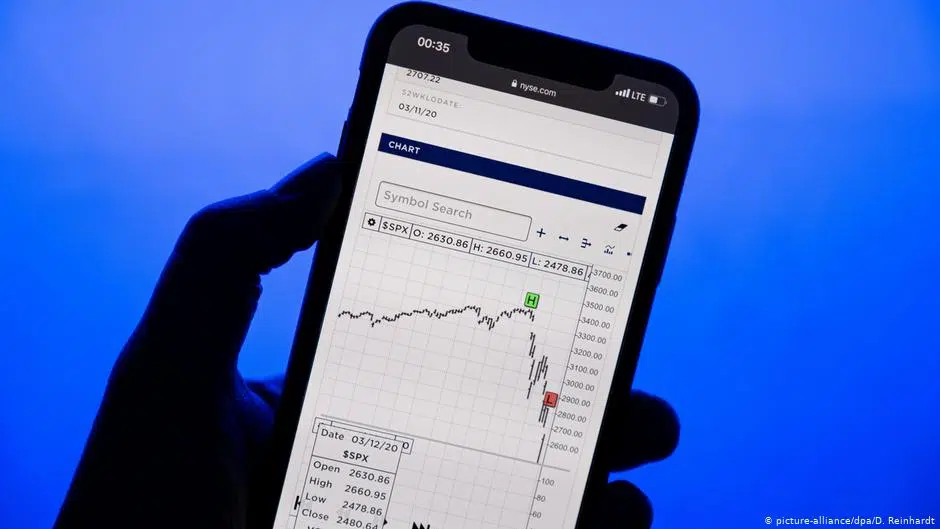 00:35
nyse.com
LTE
2707.22
52WKLODATE:
03/11/20
CHART
Symbol Search
$SPX O: 2630.86 H: 2660.95 L: 2478.86
H
L
3700.00
3600.00
3500.00
3400.00
3300.00
3200.00
3100.00
3000.00
2900.00
2800.00
2700.00
2600.00
100
80
60
Date 03/12/20
$SPX
Open 2630.86
High 2660.95
Low 2478.86
Close 2480.64
© picture-alliance/dpa/D. Reinhardt